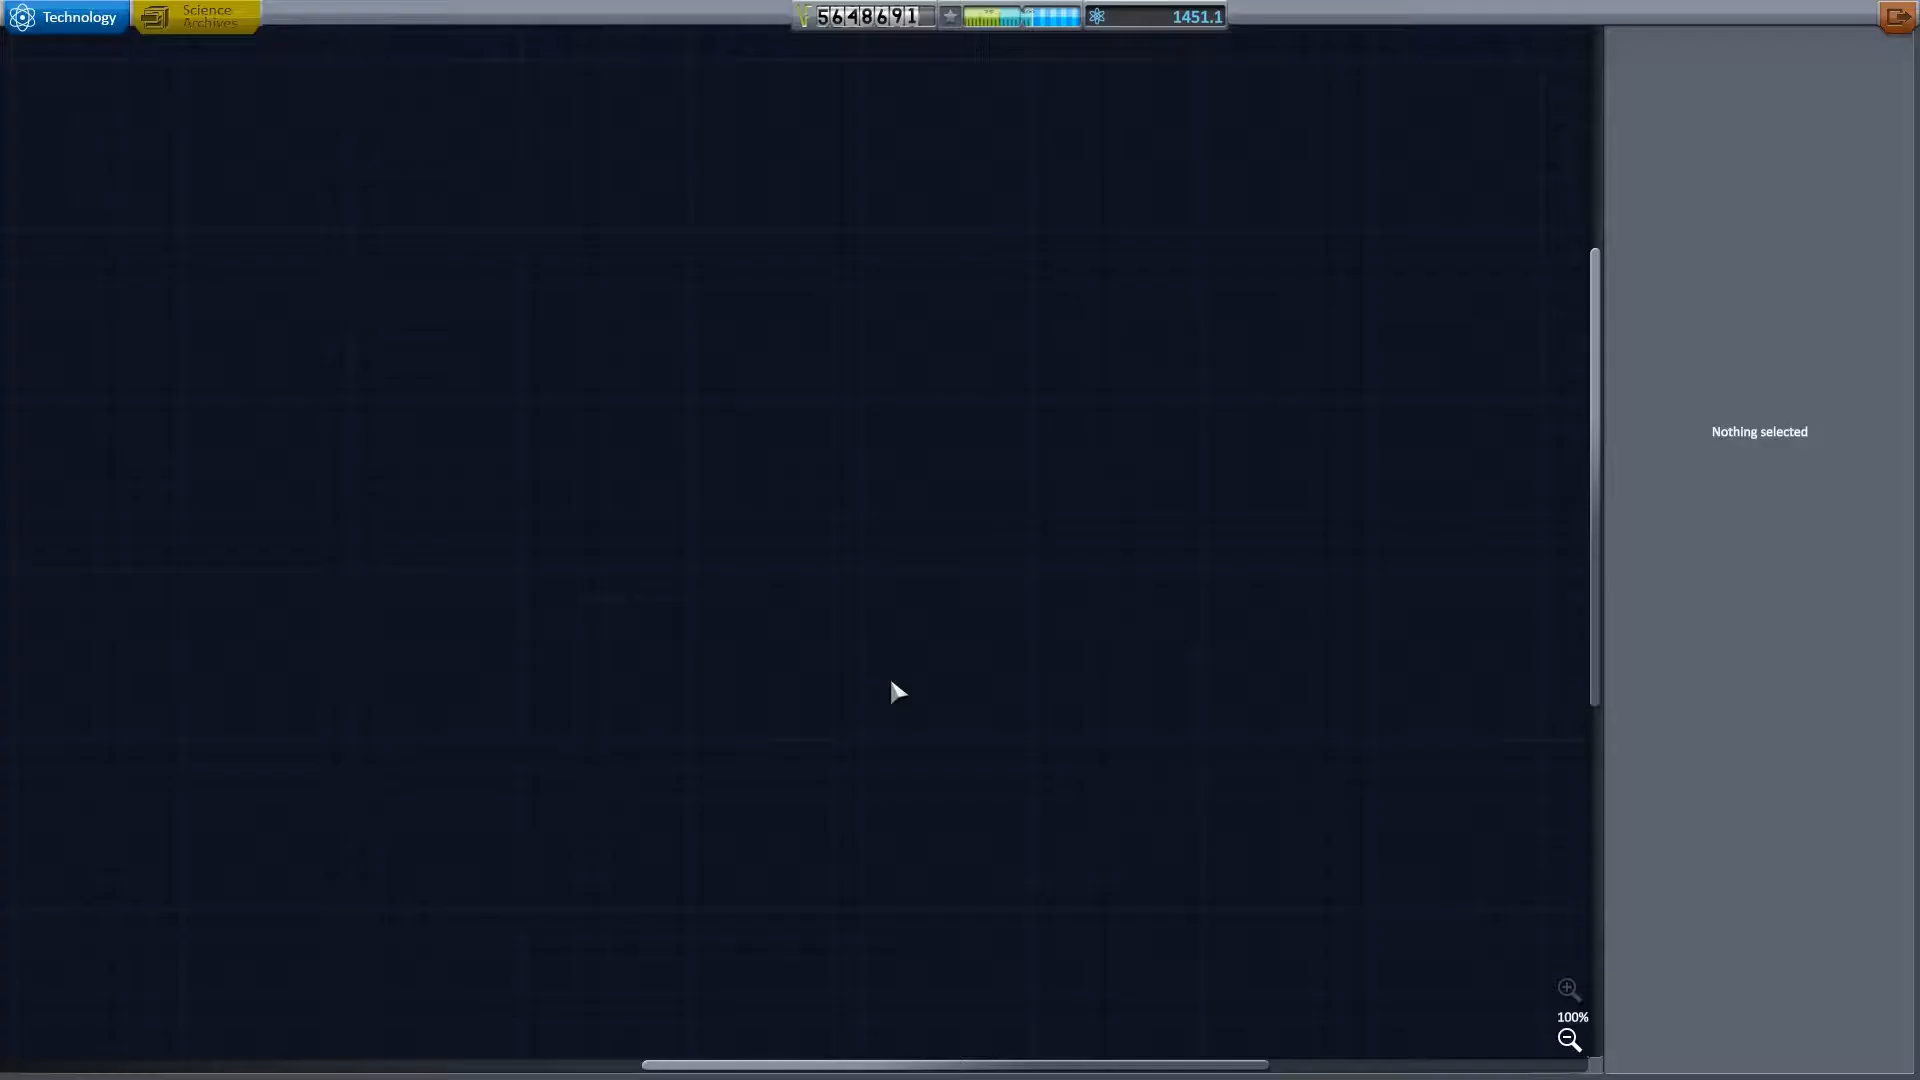 Technology
Science
Archives
5648691
1451.1
Nothing selected
100%